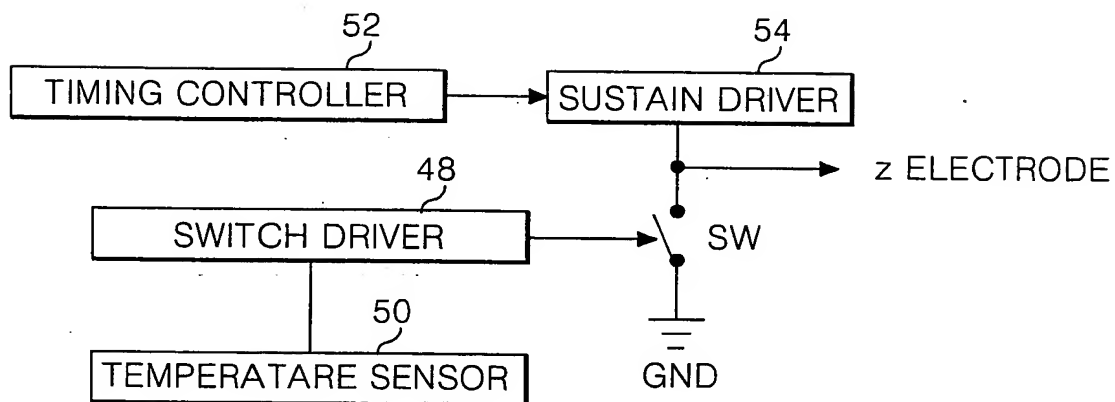 52
54
TIMING CONTROLLER
SUSTAIN DRIVER
z ELECTRODE
48
SWITCH DRIVER
SW
50
TEMPERATARE SENSOR
GND